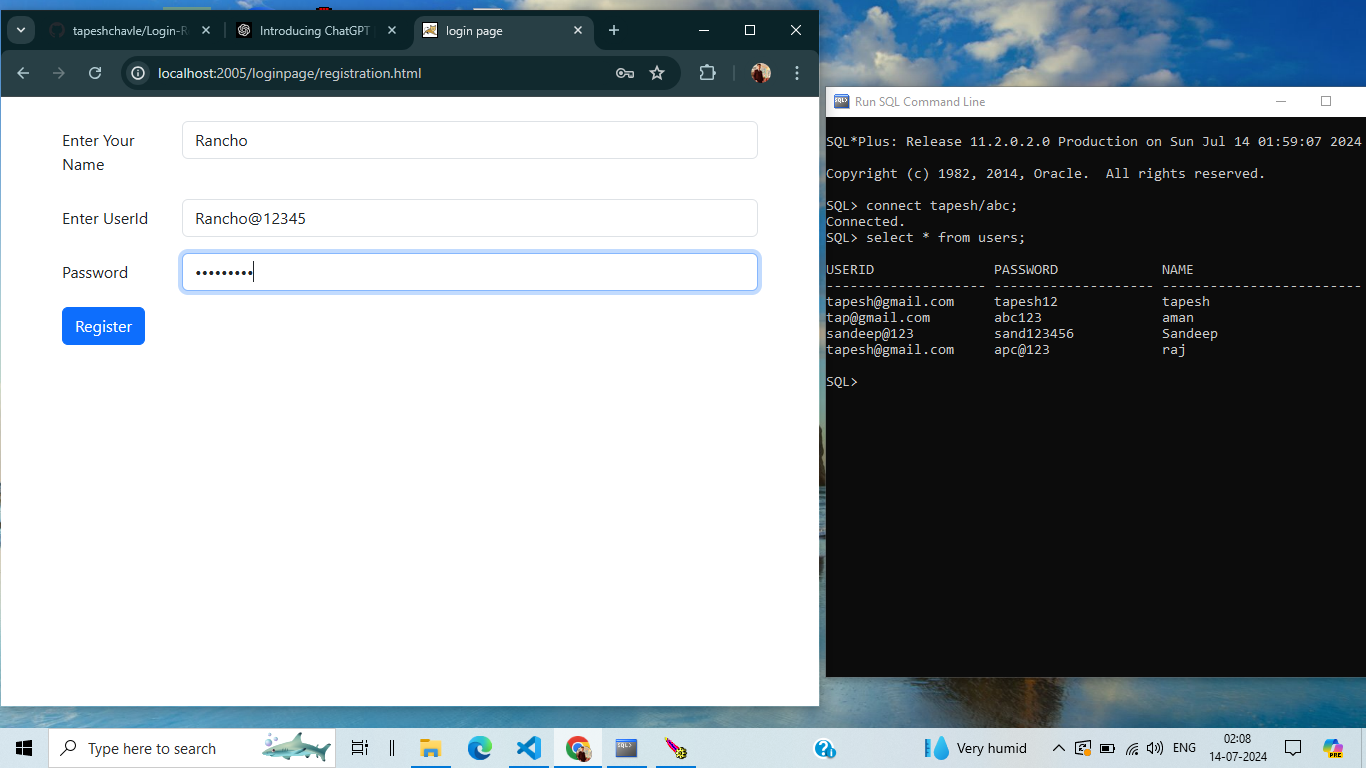 tapeshchavle/Login-R
Introducing ChatGPT
login page
localhost:2005/loginpage/registration.html
Enter Your
Name
Rancho
Enter UserId
Rancho@12345
Password
•••••••••
Register
Run SQL Command Line
SQL*Plus: Release 11.2.0.2.0 Production on Sun Jul 14 01:59:07 2024
Copyright (c) 1982, 2014, Oracle.  All rights reserved.
SQL> connect tapesh/abc;
Connected.
SQL> select * from users;
USERID PASSWORD NAME
-------------------- -------------------- -------------------------
tapesh@gmail.com tapesh12 tapesh
tap@gmail.com abc123 aman
sandeep@123 sand123456 Sandeep
tapesh@gmail.com apc@123 raj
SQL>
Type here to search
Very humid
ENG
02:08
14-07-2024
PRE